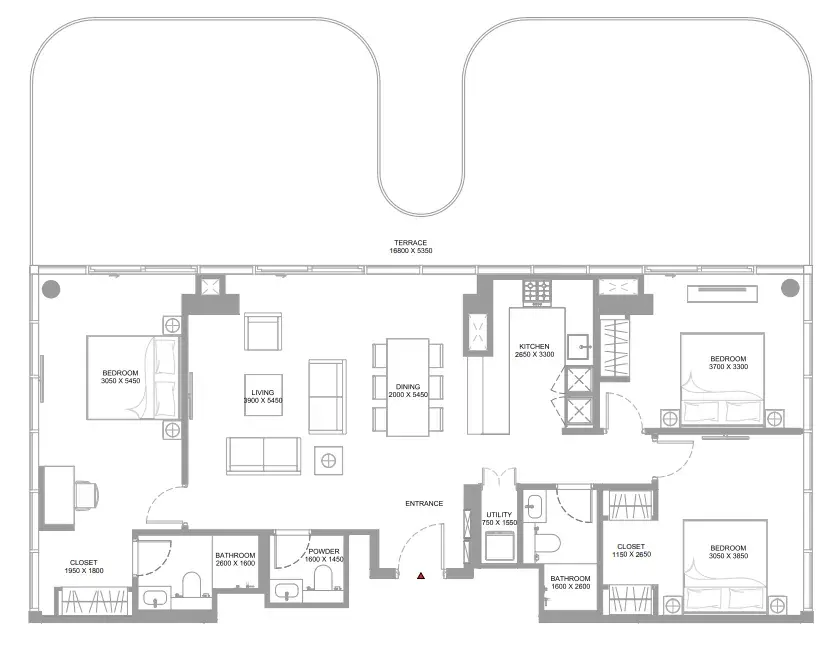 TERRACE
16800 X 5350
KITCHEN
2650 X 3300
BEDROOM
3700 X 3300
BEDROOM
3050 X 5450
LIVING
3900 X 5450
DINING
2000 X 5450
ENTRANCE
UTILITY
750 X 1550
POWDER
1600 X 1450
BATHROOM
2600 X 1600
CLOSET
1950 X 1800
CLOSET
1150 X 2650
BEDROOM
3050 X 3850
BATHROOM
1600 X 2600